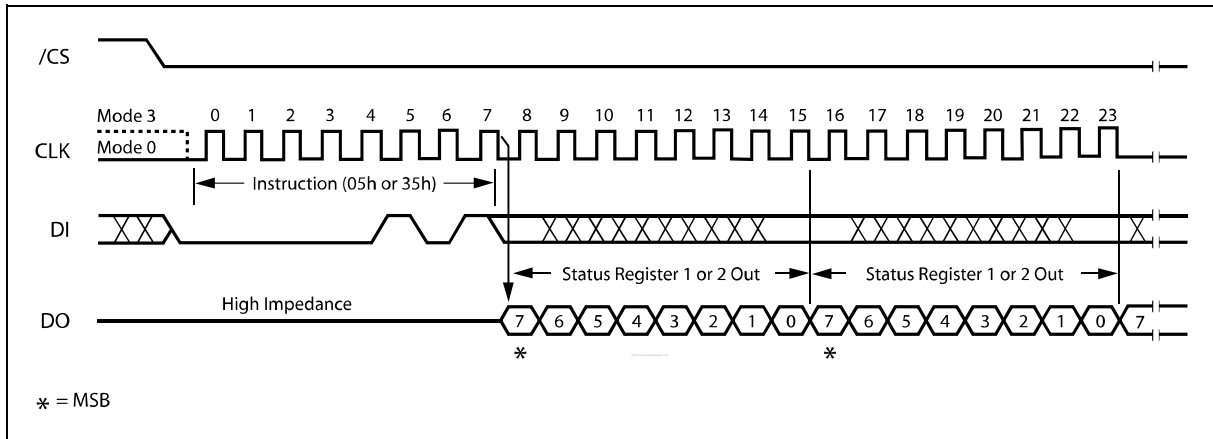 /CS
Mode 3
0 1 2 3 4 5 6 7 8 9 10 11 12 13 14 15 16 17 18 19 20 21 22 23
CLK
Mode 0
Instruction (05h or 35h)
DI
Status Register 1 or 2 Out
Status Register 1 or 2 Out
High Impedance
DO
7 6 5 4 3 2 1 0 7 6 5 4 3 2 1 0 7
* *
* = MSB